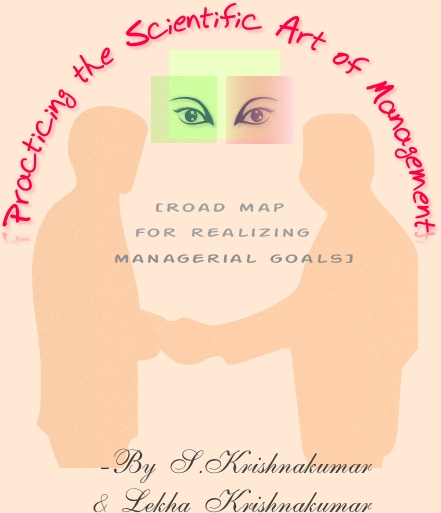 [Practicing the Scientific Art of Management]
[ROAD MAP
FOR REALIZING
MANAGERIAL GOALS]
-By S.Krishnakumar
& Lekha Krishnakumar